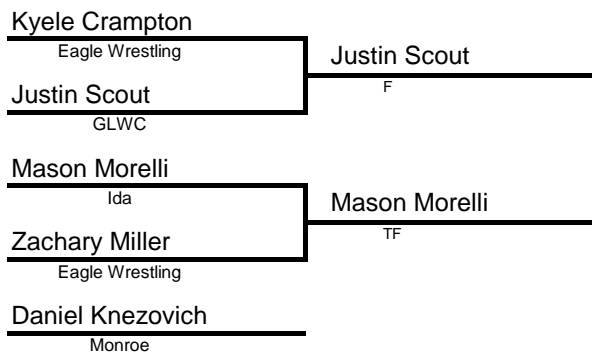 Kyele Crampton
Eagle Wrestling
Justin Scout
GLWC
Justin Scout
F
Mason Morelli
Ida
Zachary Miller
Eagle Wrestling
Mason Morelli
TF
Daniel Knezovich
Monroe